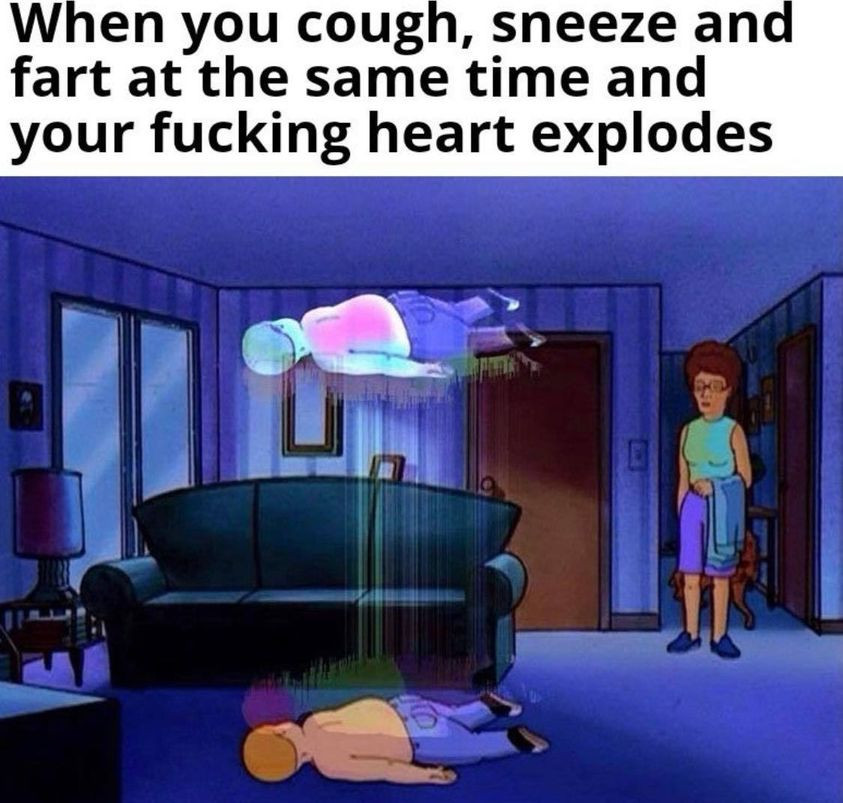 When you cough, sneeze and
fart at the same time and
your fucking heart explodes